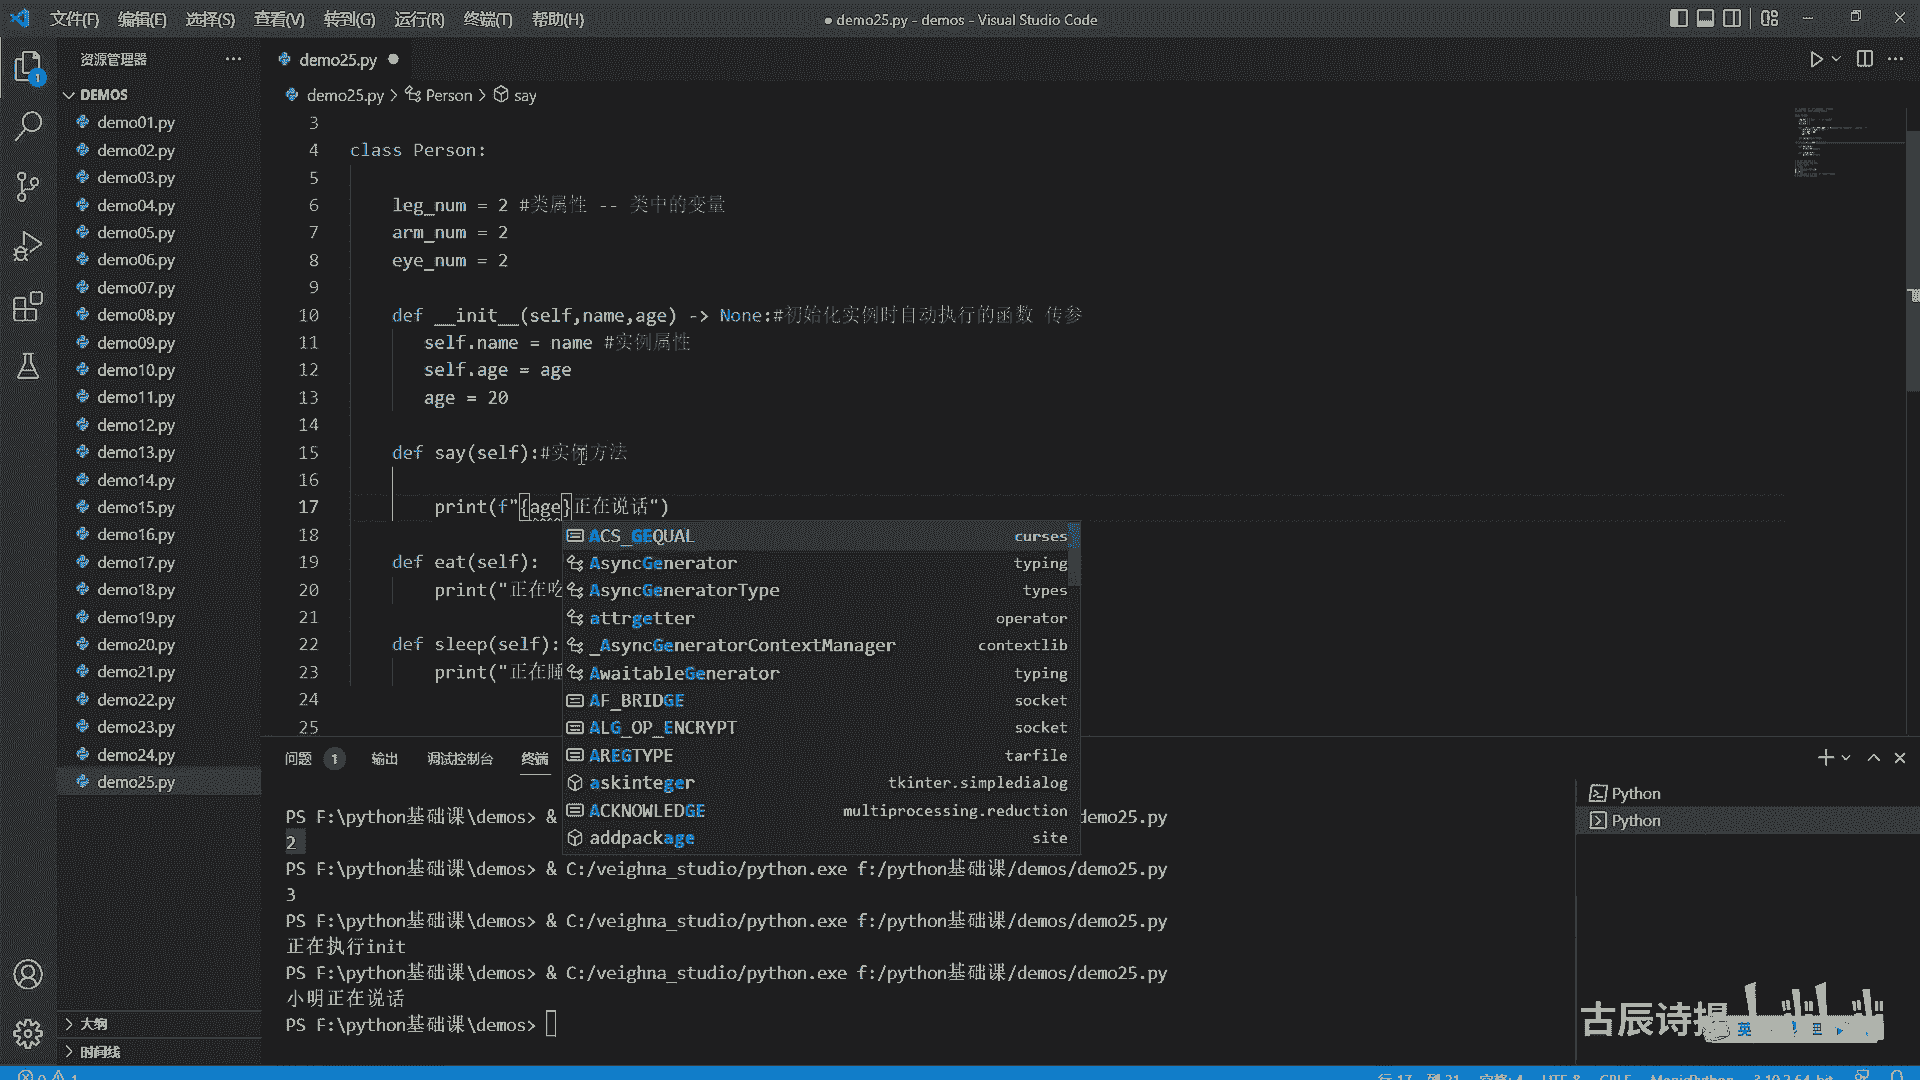 文件(F) 编辑(E) 选择(S) 查看(V) 转到(G) 运行(R) 终端(T) 帮助(H)
● demo25.py - demos - Visual Studio Code
资源管理器
DEMOS
demo01.py
demo02.py
demo03.py
demo04.py
demo05.py
demo06.py
demo07.py
demo08.py
demo09.py
demo10.py
demo11.py
demo12.py
demo13.py
demo14.py
demo15.py
demo16.py
demo17.py
demo18.py
demo19.py
demo20.py
demo21.py
demo22.py
demo23.py
demo24.py
demo25.py
大纲
时间线
1
demo25.py
demo25.py > Person > say
3
4 class Person:
5
6 leg_num = 2 #类属性 -- 类中的变量
7 arm_num = 2
8 eye_num = 2
9
10 def __init__(self,name,age) -> None:#初始化实例时自动执行的函数 传参
11 self.name = name #实例属性
12 self.age = age
13 age = 20
14
15 def say(self):#实例方法
16
17 print(f"{age}正在说话")
18
19 def eat(self):
20 print("正在吃
21
22 def sleep(self):
23 print("正在睡
24
25
ACS_GEQUAL curses
AsyncGenerator typing
AsyncGeneratorType types
attrgetter operator
_AsyncGeneratorContextManager contextlib
AwaitableGenerator typing
AF_BRIDGE socket
ALG_OP_ENCRYPT socket
AREGTYPE tarfile
askinteger tkinter.simpledialog
ACKNOWLEDGE multiprocessing.reduction
addpackage site
问题 1 输出 调试控制台 终端
PS F:\python基础课\demos> & demo25.py
2
PS F:\python基础课\demos> & C:/veighna_studio/python.exe f:/python基础课/demos/demo25.py
3
PS F:\python基础课\demos> & C:/veighna_studio/python.exe f:/python基础课/demos/demo25.py
正在执行init
PS F:\python基础课\demos> & C:/veighna_studio/python.exe f:/python基础课/demos/demo25.py
小明正在说话
PS F:\python基础课\demos>
Python
Python
古辰诗提
英